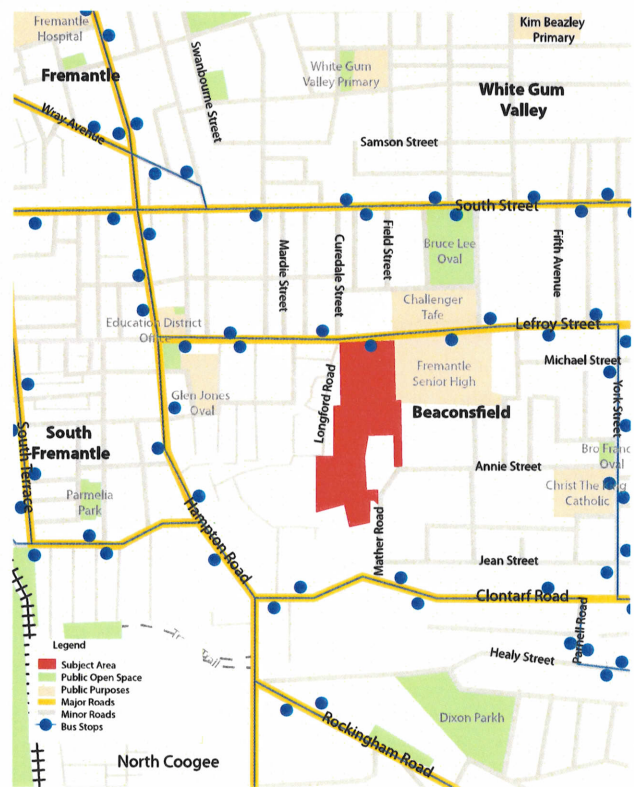 Fremantle
Hospital
Kim Beazley
Primary
Fremantle
Swanbourne Street
White Gum
Valley Primary
White Gum
Valley
Wray Avenue
Samson Street
South Street
Mardie Street
Curedale Street
Field Street
Bruce Lee
Oval
Fifth Avenue
Challenger
Tafe
Education District
Office
Lefroy Street
Michael Street
Longford Road
Fremantle
Senior High
Glen Jones
Oval
York Street
Beaconsfield
South
Fremantle
South Terrace
Bro Franc
Oval
Annie Street
Christ The King
Catholic
Parmelia
Park
Hampton Road
Mather Road
Jean Street
Clontarf Road
Parnell Road
Healy Street
Trail
Legend
Subject Area
Public Open Space
Public Purposes
Major Roads
Minor Roads
Bus Stops
Dixon Parkh
Rockingham Road
North Coogee